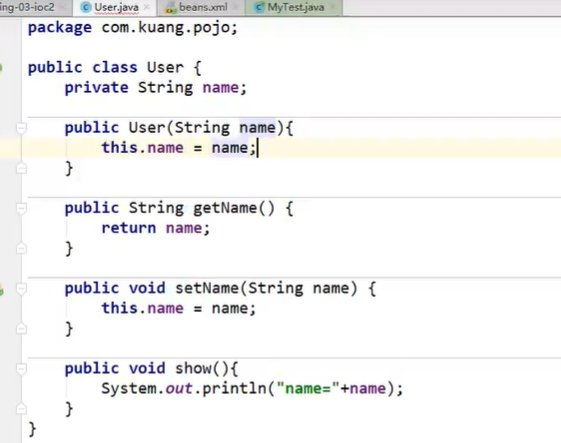 ing-03-ioc2 User.java beans.xml MyTest.java
package com.kuang.pojo;
public class User {
    private String name;
    public User(String name){
        this.name = name;
    }
    public String getName() {
        return name;
    }
    public void setName(String name) {
        this.name = name;
    }
    public void show(){
        System.out.println("name="+name);
    }
}